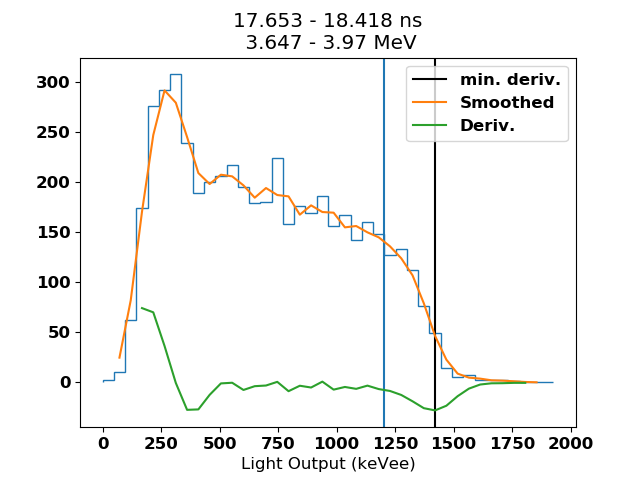 17.653 - 18.418 ns
3.647 - 3.97 MeV
min. deriv.
Smoothed
Deriv.
300
250
200
150
100
50
0
0 250 500 750 1000 1250 1500 1750 2000
Light Output (keVee)